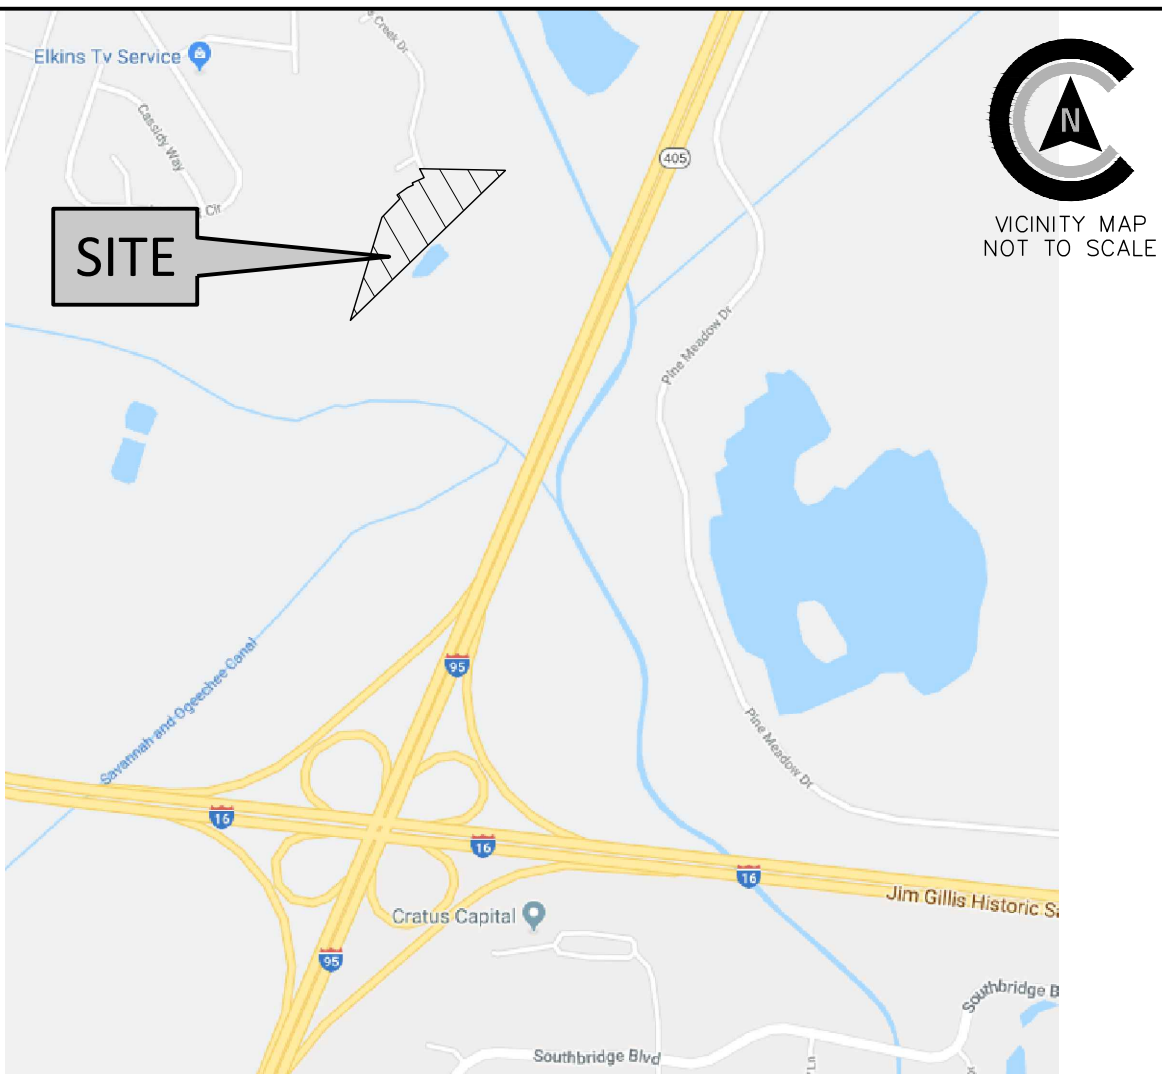 Creek Dr
Elkins Tv Service
Cassidy Way
N
405
VICINITY MAP
NOT TO SCALE
Cir
SITE
Pine Meadow Dr
95
Savannah and Ogeechee Canal
Pine Meadow Dr
16
16
16
Jim Gillis Historic Sa
Cratus Capital
95
Southbridge B
Southbridge Blvd
Ln